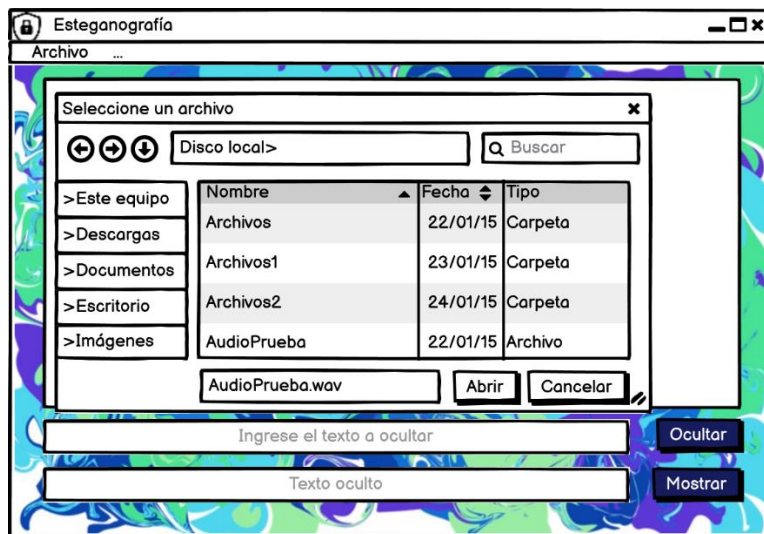 Esteganografía
Archivo ...
Seleccione un archivo
Disco local>
Buscar
>Este equipo
>Descargas
>Documentos
>Escritorio
>Imágenes
Nombre Fecha Tipo
Archivos 22/01/15 Carpeta
Archivos1 23/01/15 Carpeta
Archivos2 24/01/15 Carpeta
AudioPrueba 22/01/15 Archivo
AudioPrueba.wav Abrir Cancelar
Ingrese el texto a ocultar Ocultar
Texto oculto Mostrar